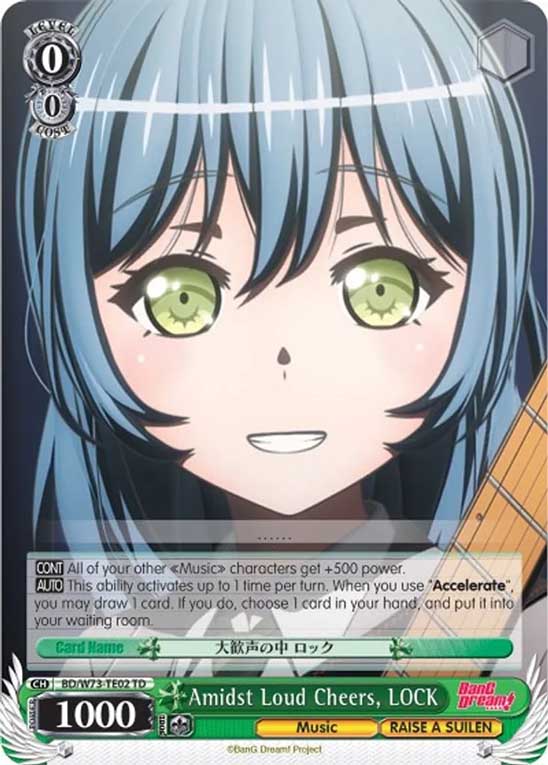 LEVEL
0
0
COST
......
CONT All of your other ≪Music≫ characters get +500 power.
AUTO This ability activates up to 1 time per turn. When you use "Accelerate",
you may draw 1 card. If you do, choose 1 card in your hand, and put it into
your waiting room.
Card Name 大歓声の中 ロック
CH BD/W73-TE02 TD
Amidst Loud Cheers, LOCK
BanG Dream!
POWER 1000 SOUL
Music RAISE A SUILEN
©BanG Dream! Project